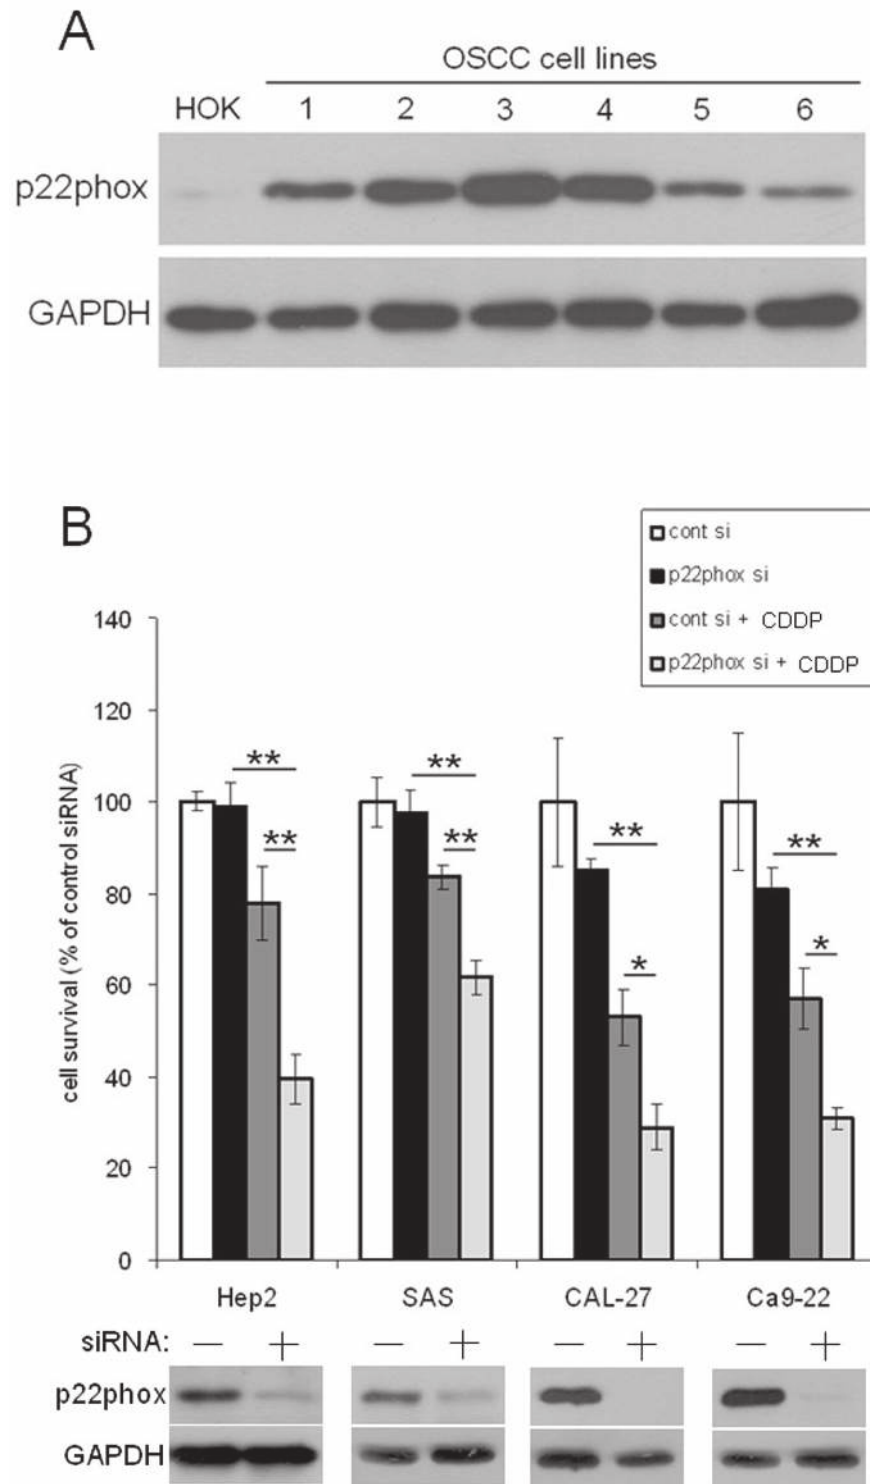 A
OSCC cell lines
HOK 1 2 3 4 5 6
p22phox
GAPDH
B
cont si
p22phox si
cont si + CDDP
p22phox si + CDDP
140
120
100
80
60
40
20
0
cell survival (% of control siRNA)
** ** ** **
** ** * *
Hep2 SAS CAL-27 Ca9-22
siRNA: — + — + — + — +
p22phox
GAPDH